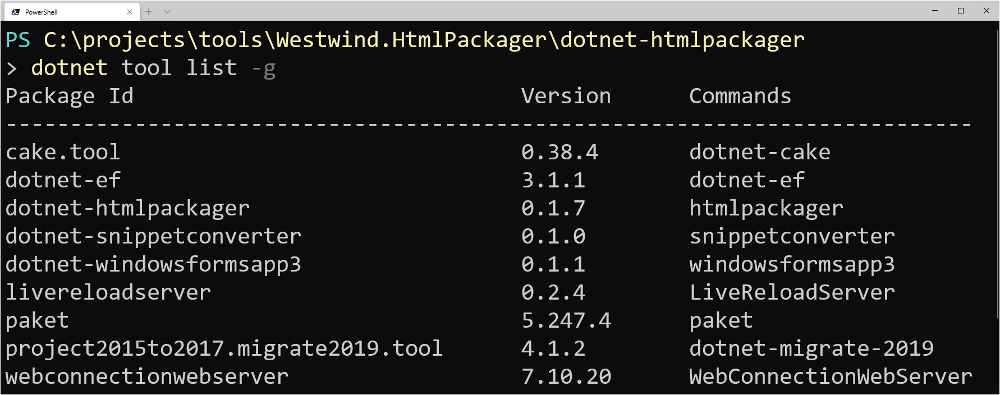 PowerShell
PS C:\projects\tools\Westwind.HtmlPackager\dotnet-htmlpackager
> dotnet tool list -g
Package Id                              Version      Commands
---------------------------------------------------------------------------
cake.tool                               0.38.4       dotnet-cake
dotnet-ef                               3.1.1        dotnet-ef
dotnet-htmlpackager                     0.1.7        htmlpackager
dotnet-snippetconverter                 0.1.0        snippetconverter
dotnet-windowsformsapp3                 0.1.1        windowsformsapp3
livereloadserver                        0.2.4        LiveReloadServer
paket                                   5.247.4      paket
project2015to2017.migrate2019.tool      4.1.2        dotnet-migrate-2019
webconnectionwebserver                  7.10.20      WebConnectionWebServer